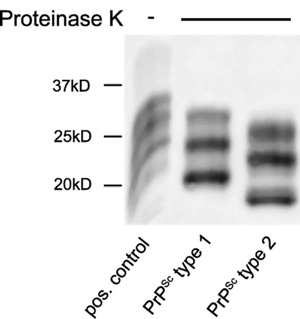 Proteinase K -
37kD
25kD
20kD
pos. control
PrPSc type 1
PrPSc type 2